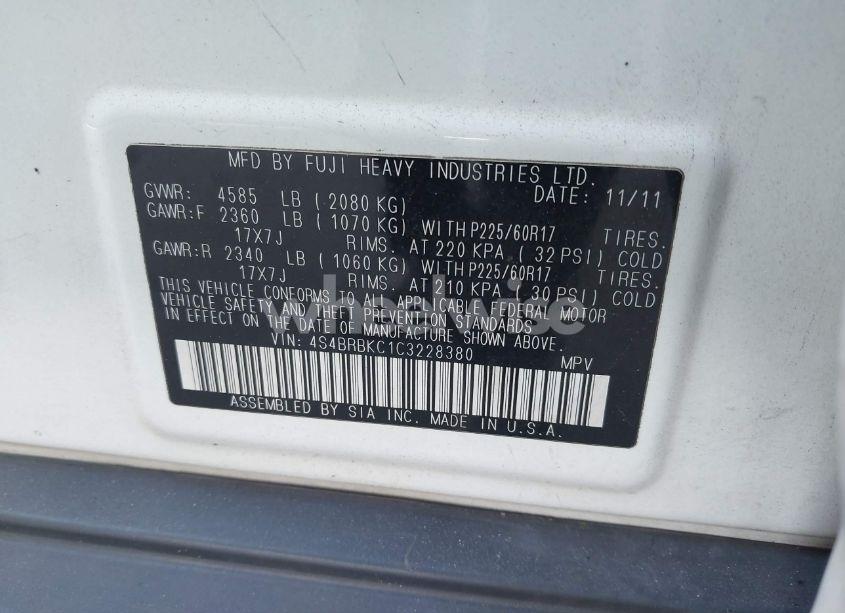 MFD BY FUJI HEAVY INDUSTRIES LTD.
GVWR: 4585 LB ( 2080 KG) DATE: 11/11
GAWR:F 2360 LB ( 1070 KG) WITH P225/60R17 TIRES.
17X7J RIMS. AT 220 KPA ( 32 PSI) COLD
GAWR:R 2340 LB ( 1060 KG) WITH P225/60R17 TIRES.
17X7J RIMS. AT 210 KPA ( 30 PSI) COLD
THIS VEHICLE CONFORMS TO ALL APPLICABLE FEDERAL MOTOR
VEHICLE SAFETY AND THEFT PREVENTION STANDARDS
IN EFFECT ON THE DATE OF MANUFACTURE SHOWN ABOVE.
VIN: 4S4BRBKC1C3228380 MPV
ASSEMBLED BY SIA INC. MADE IN U.S.A.
wheelwise